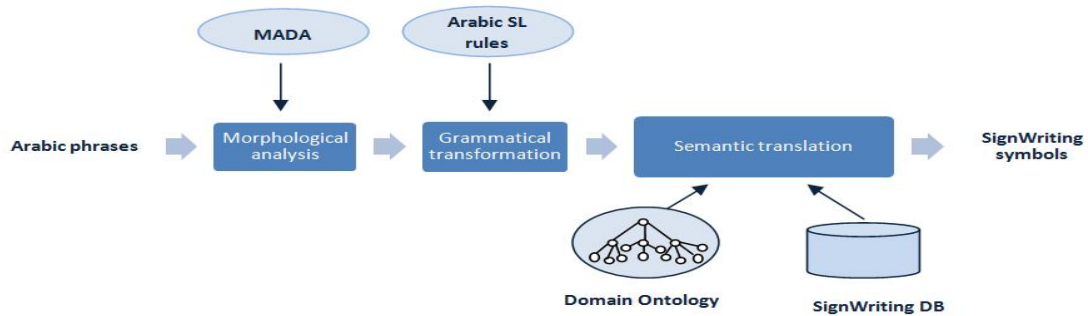 MADA
Arabic SL
rules
Arabic phrases
Morphological
analysis
Grammatical
transformation
Semantic translation
SignWriting
symbols
Domain Ontology
SignWriting DB